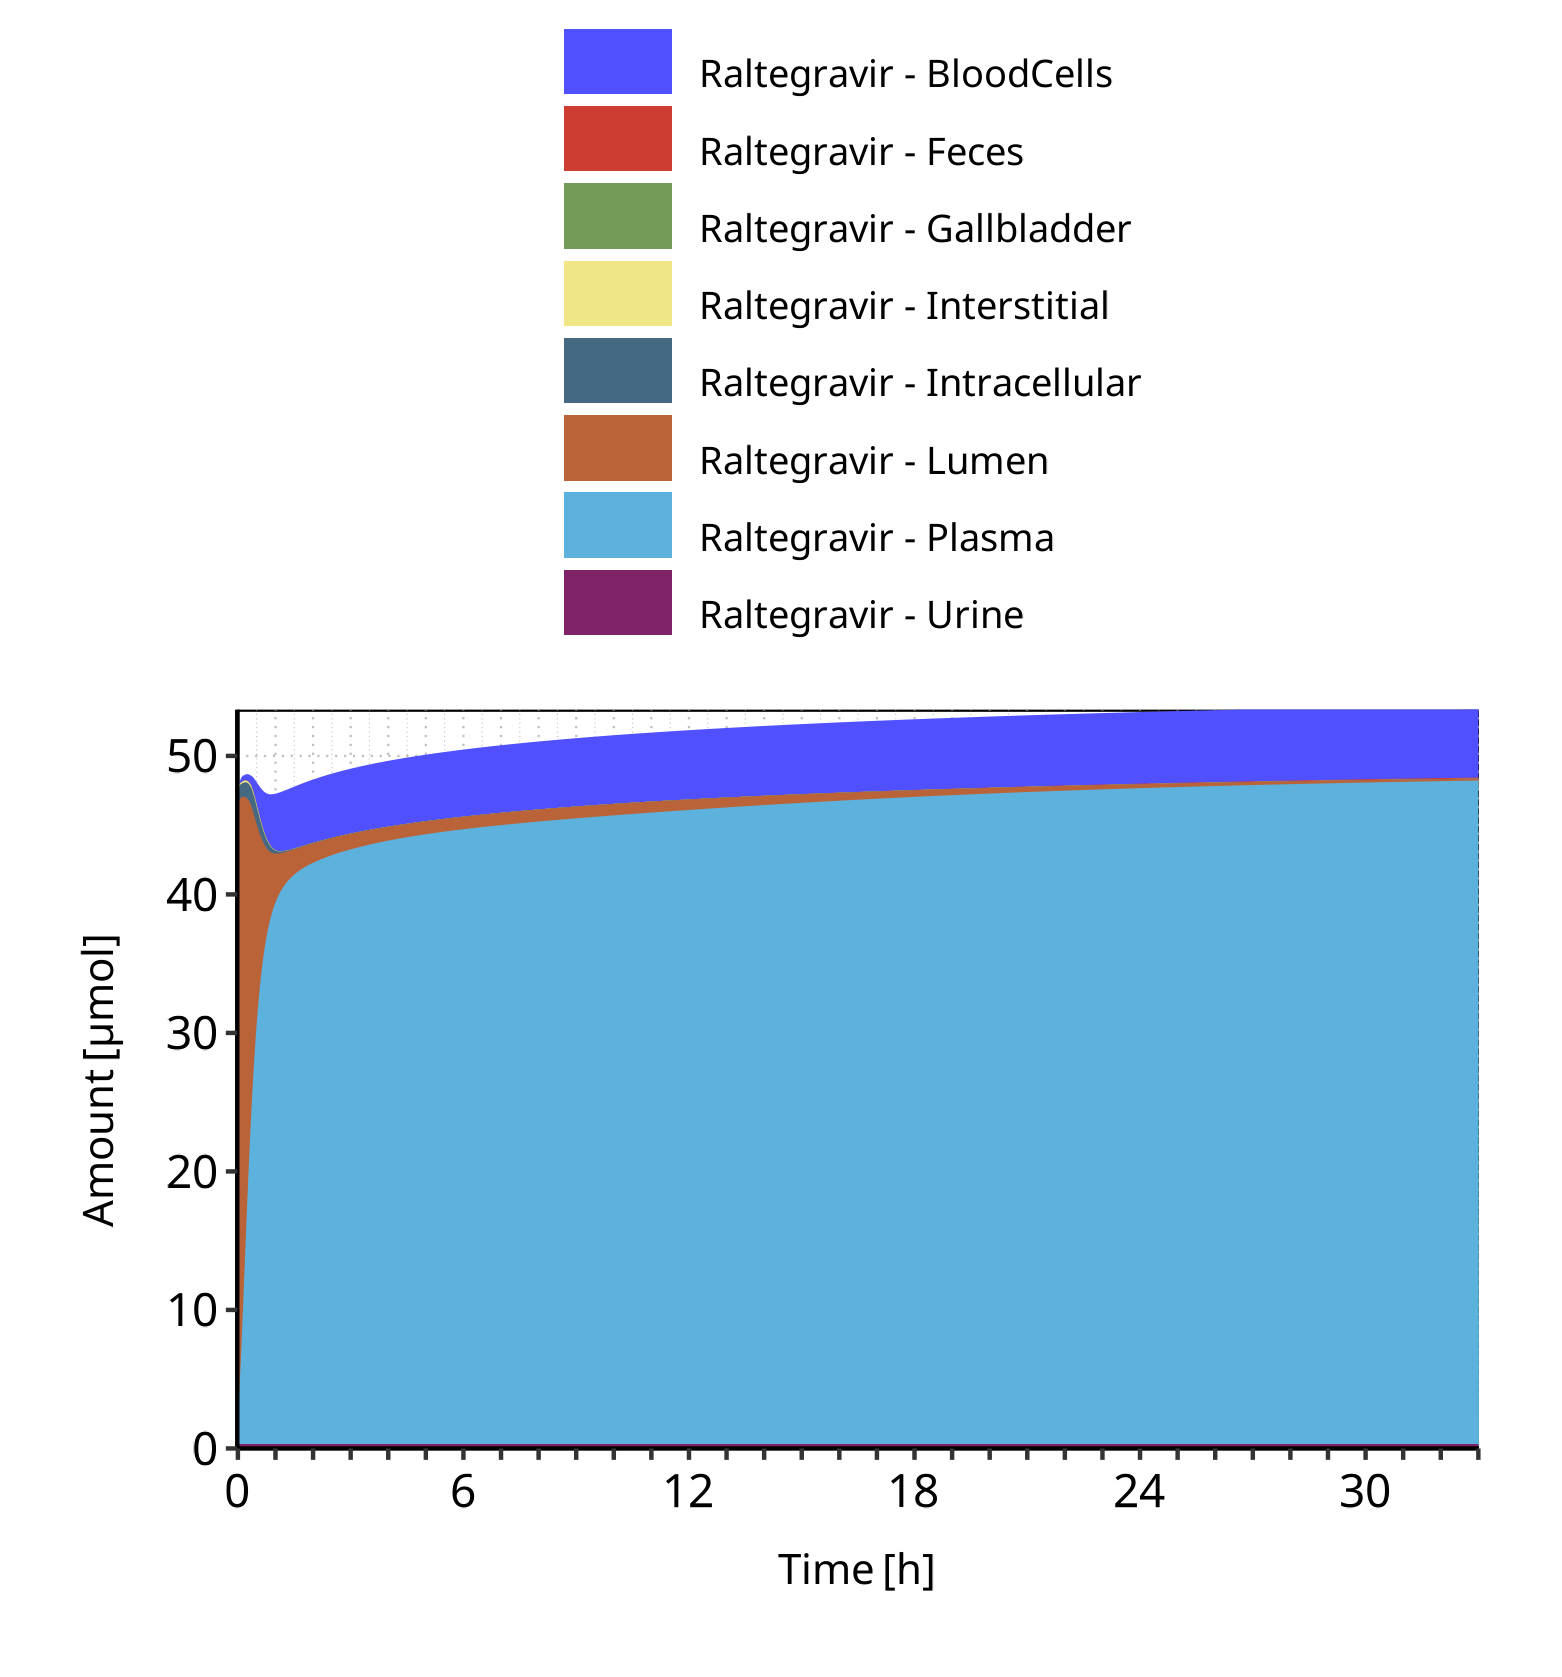 Raltegravir - BloodCells
Raltegravir - Feces
Raltegravir - Gallbladder
Raltegravir - Interstitial
Raltegravir - Intracellular
Raltegravir - Lumen
Raltegravir - Plasma
Raltegravir - Urine
50
40
30
20
10
0
Amount [µmol]
0 6 12 18 24 30
Time [h]